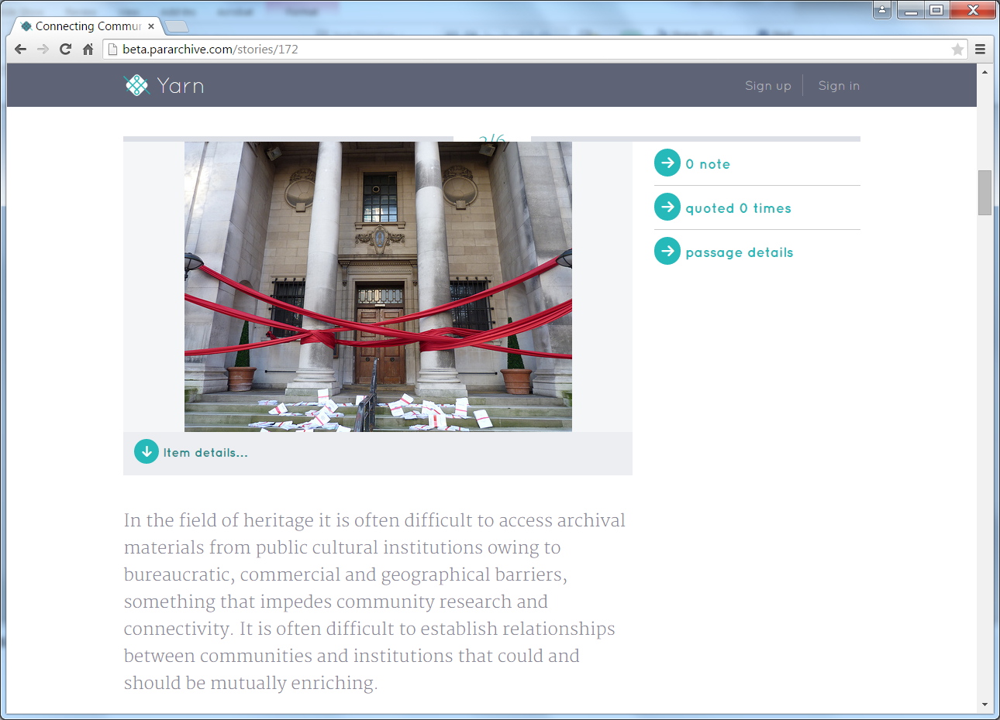 Connecting Commur
beta.pararchive.com/stories/172
Yarn
Sign up
Sign in
2/6
0 note
quoted 0 times
passage details
Item details...
In the field of heritage it is often difficult to access archival
materials from public cultural institutions owing to
bureaucratic, commercial and geographical barriers,
something that impedes community research and
connectivity. It is often difficult to establish relationships
between communities and institutions that could and
should be mutually enriching.